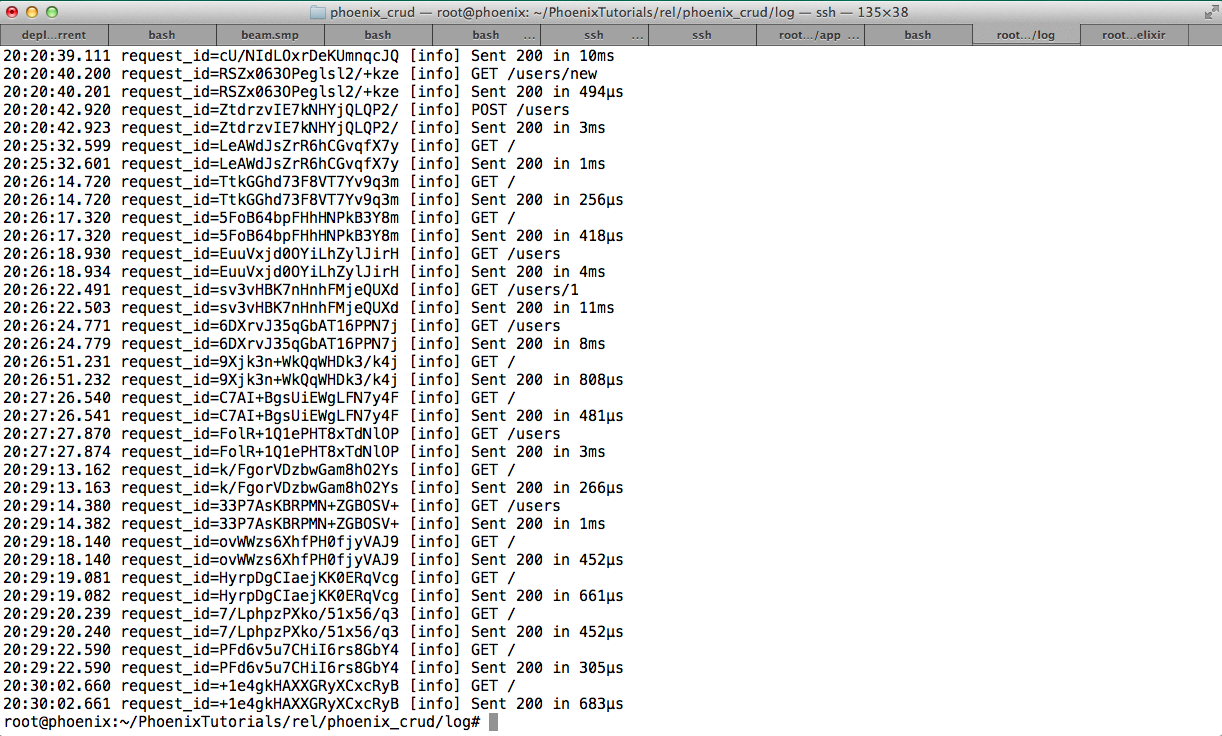 phoenix_crud — root@phoenix: ~/PhoenixTutorials/rel/phoenix_crud/log — ssh — 135×38
depl...rrent bash beam.smp bash bash ... ssh ... ssh root.../app ... bash root.../log root...elixir
20:20:39.111 request_id=cU/NIdLOxrDeKUmnqcJQ [info] Sent 200 in 10ms
20:20:40.200 request_id=RSZx063OPeglsl2/+kze [info] GET /users/new
20:20:40.201 request_id=RSZx063OPeglsl2/+kze [info] Sent 200 in 494µs
20:20:42.920 request_id=ZtdrzvIE7kNHYjQLQP2/ [info] POST /users
20:20:42.923 request_id=ZtdrzvIE7kNHYjQLQP2/ [info] Sent 200 in 3ms
20:25:32.599 request_id=LeAWdJsZrR6hCGvqfX7y [info] GET /
20:25:32.601 request_id=LeAWdJsZrR6hCGvqfX7y [info] Sent 200 in 1ms
20:26:14.720 request_id=TtkGGhd73F8VT7Yv9q3m [info] GET /
20:26:14.720 request_id=TtkGGhd73F8VT7Yv9q3m [info] Sent 200 in 256µs
20:26:17.320 request_id=5FoB64bpFHhHNPkB3Y8m [info] GET /
20:26:17.320 request_id=5FoB64bpFHhHNPkB3Y8m [info] Sent 200 in 418µs
20:26:18.930 request_id=EuuVxjd0OYiLhZylJirH [info] GET /users
20:26:18.934 request_id=EuuVxjd0OYiLhZylJirH [info] Sent 200 in 4ms
20:26:22.491 request_id=sv3vHBK7nHnhFMjeQUXd [info] GET /users/1
20:26:22.503 request_id=sv3vHBK7nHnhFMjeQUXd [info] Sent 200 in 11ms
20:26:24.771 request_id=6DXrvJ35qGbAT16PPN7j [info] GET /users
20:26:24.779 request_id=6DXrvJ35qGbAT16PPN7j [info] Sent 200 in 8ms
20:26:51.231 request_id=9Xjk3n+WkQqWHDk3/k4j [info] GET /
20:26:51.232 request_id=9Xjk3n+WkQqWHDk3/k4j [info] Sent 200 in 808µs
20:27:26.540 request_id=C7AI+BgsUiEWgLFN7y4F [info] GET /
20:27:26.541 request_id=C7AI+BgsUiEWgLFN7y4F [info] Sent 200 in 481µs
20:27:27.870 request_id=FolR+1Q1ePHT8xTdNlOP [info] GET /users
20:27:27.874 request_id=FolR+1Q1ePHT8xTdNlOP [info] Sent 200 in 3ms
20:29:13.162 request_id=k/FgorVDzbwGam8hO2Ys [info] GET /
20:29:13.163 request_id=k/FgorVDzbwGam8hO2Ys [info] Sent 200 in 266µs
20:29:14.380 request_id=33P7AsKBRPMN+ZGBOSV+ [info] GET /users
20:29:14.382 request_id=33P7AsKBRPMN+ZGBOSV+ [info] Sent 200 in 1ms
20:29:18.140 request_id=ovWWzs6XhfPH0fjyVAJ9 [info] GET /
20:29:18.140 request_id=ovWWzs6XhfPH0fjyVAJ9 [info] Sent 200 in 452µs
20:29:19.081 request_id=HyrpDgCIaejKK0ERqVcg [info] GET /
20:29:19.082 request_id=HyrpDgCIaejKK0ERqVcg [info] Sent 200 in 661µs
20:29:20.239 request_id=7/LphpzPXko/51x56/q3 [info] GET /
20:29:20.240 request_id=7/LphpzPXko/51x56/q3 [info] Sent 200 in 452µs
20:29:22.590 request_id=PFd6v5u7CHiI6rs8GbY4 [info] GET /
20:29:22.590 request_id=PFd6v5u7CHiI6rs8GbY4 [info] Sent 200 in 305µs
20:30:02.660 request_id=+1e4gkHAXXGRyXCxcRyB [info] GET /
20:30:02.661 request_id=+1e4gkHAXXGRyXCxcRyB [info] Sent 200 in 683µs
root@phoenix:~/PhoenixTutorials/rel/phoenix_crud/log#